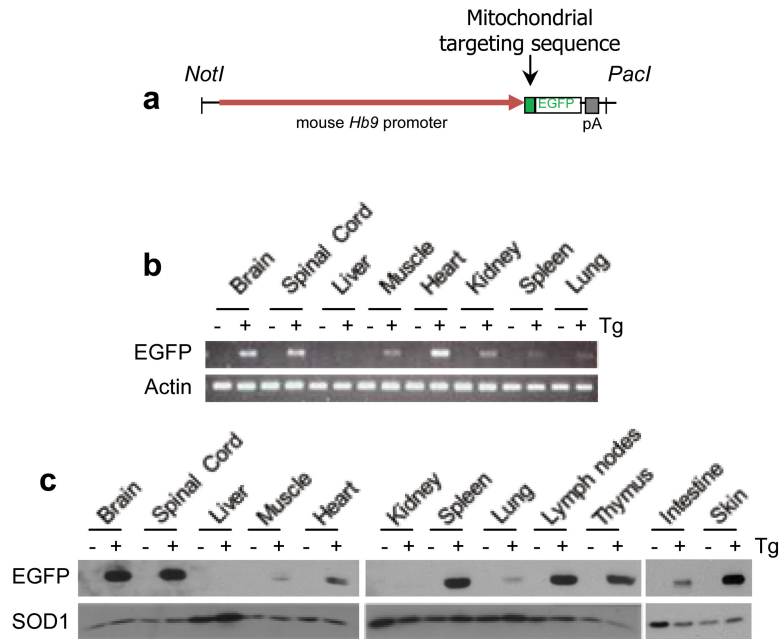 Mitochondrial
targeting sequence
NotI
PacI
a
EGFP
mouse Hb9 promoter
pA
b
Brain Spinal Cord Liver Muscle Heart Kidney Spleen Lung
- + - + - + - + - + - + - + - + Tg
EGFP
Actin
c
Brain Spinal Cord Liver Muscle Heart Kidney Spleen Lung Lymph nodes Thymus Intestine Skin
- + - + - + - + - + - + - + - + - + - + - + - + Tg
EGFP
SOD1